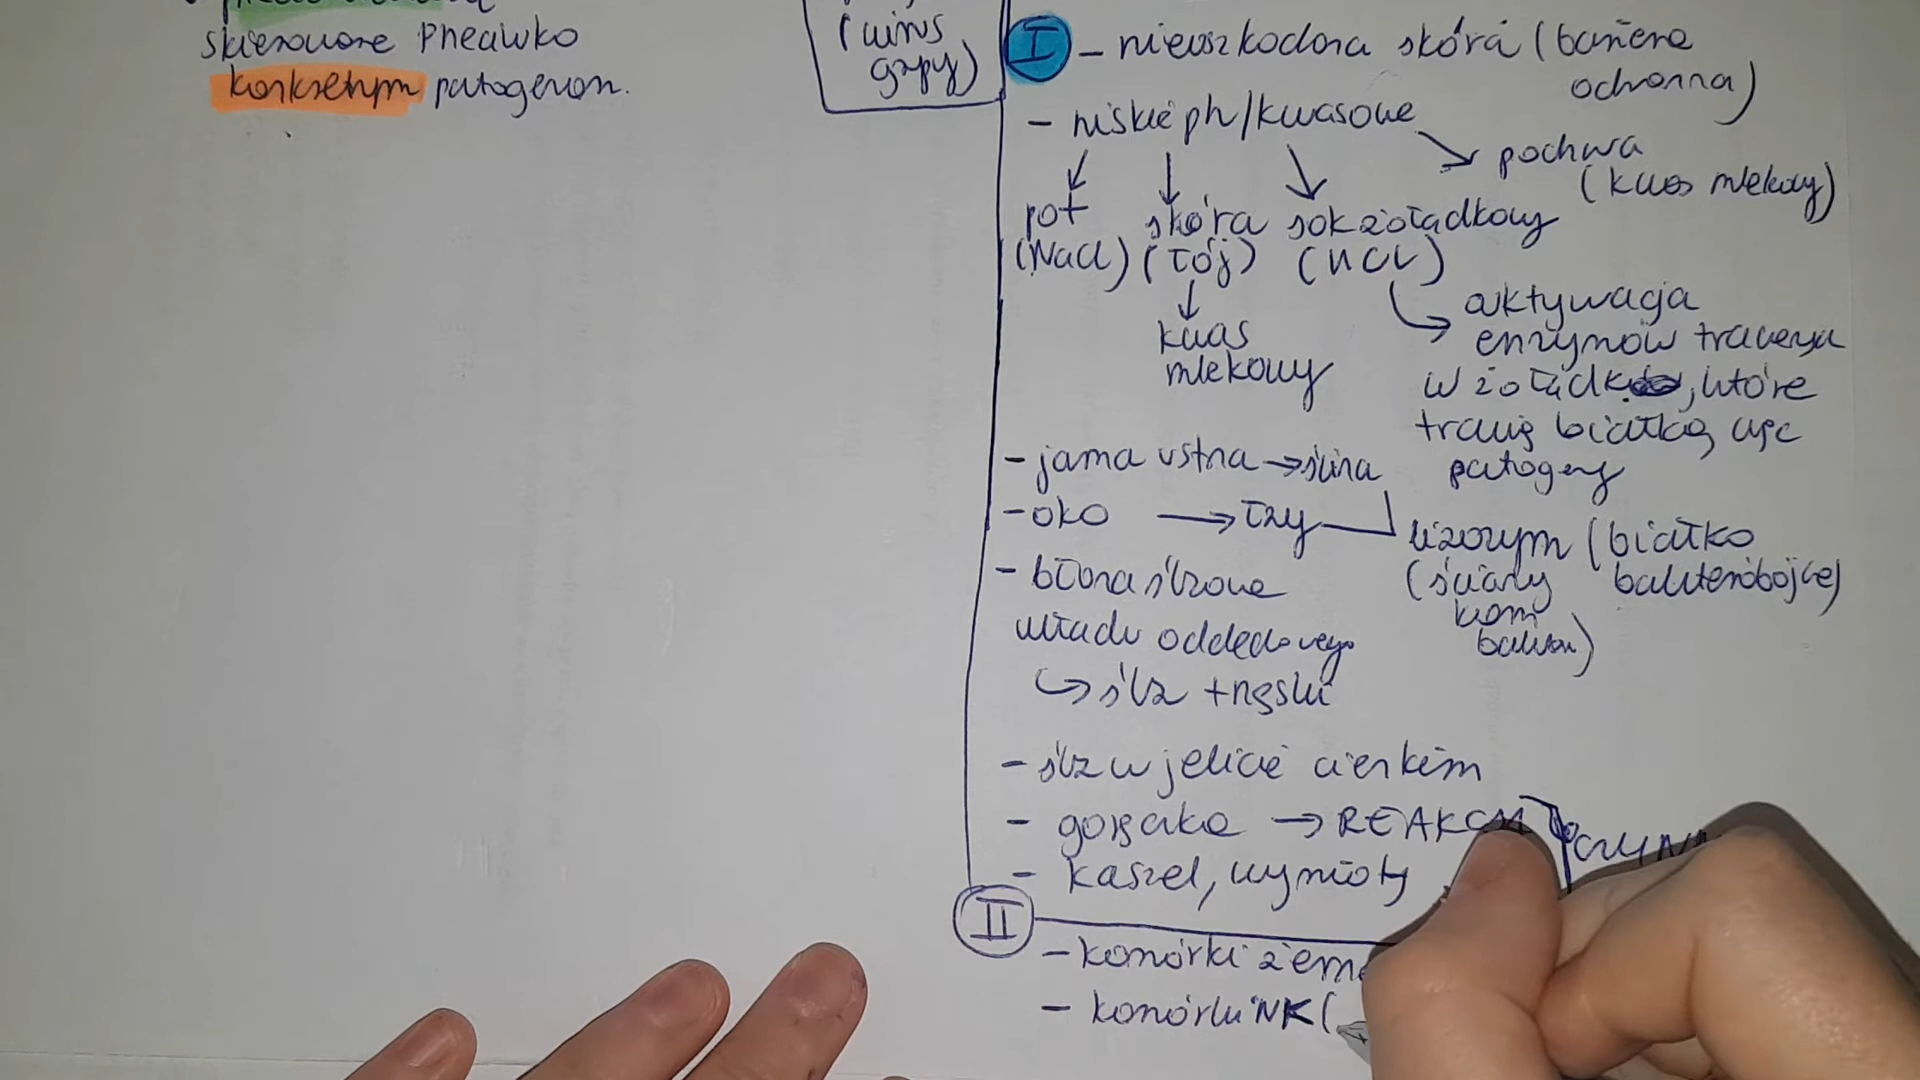 skierowane PRzeciwko
konkretnym patogenom.
(wirus
grypy)
I - nieuszkodzona skóra (bariera
ochronna)
- niskie ph/kwasowe
pochwa
(kwas mlekowy)
pot skóra sok żołądkowy
(NaCl) (łój) (HCl)
kwas
mlekowy
aktywacja
enzymów trawienia
w żołądku, które
trawią białka, więc
patogeny
- jama ustna → ślina
- oko → łzy
lizozym (białko
bakteriobójcze)
(ściany
kom
bakterii)
- błona śluzowa
układu oddechowego
↳ śluz + rzęski
- śluz w jelicie cienkim
- gorączka → REAKCJA
- kaszel, wymioty
II
- komórki żerne
- komórki NK (